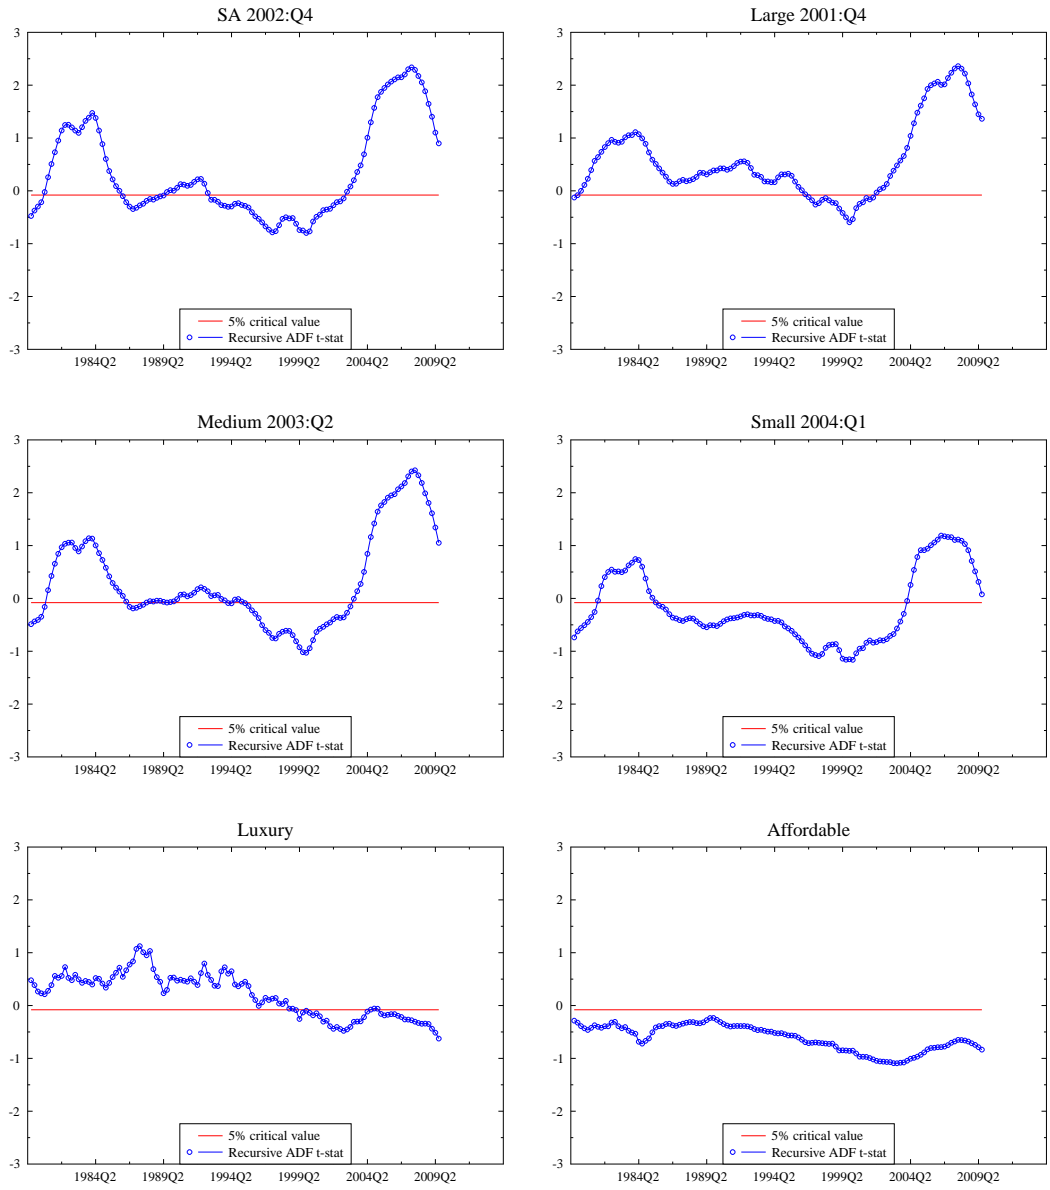 SA 2002:Q4
3
2
1
0
-1
-2
-3
5% critical value
Recursive ADF t-stat
1984Q2 1989Q2 1994Q2 1999Q2 2004Q2 2009Q2
Large 2001:Q4
3
2
1
0
-1
-2
-3
5% critical value
Recursive ADF t-stat
1984Q2 1989Q2 1994Q2 1999Q2 2004Q2 2009Q2
Medium 2003:Q2
3
2
1
0
-1
-2
-3
5% critical value
Recursive ADF t-stat
1984Q2 1989Q2 1994Q2 1999Q2 2004Q2 2009Q2
Small 2004:Q1
3
2
1
0
-1
-2
-3
5% critical value
Recursive ADF t-stat
1984Q2 1989Q2 1994Q2 1999Q2 2004Q2 2009Q2
Luxury
3
2
1
0
-1
-2
-3
5% critical value
Recursive ADF t-stat
1984Q2 1989Q2 1994Q2 1999Q2 2004Q2 2009Q2
Affordable
3
2
1
0
-1
-2
-3
5% critical value
Recursive ADF t-stat
1984Q2 1989Q2 1994Q2 1999Q2 2004Q2 2009Q2